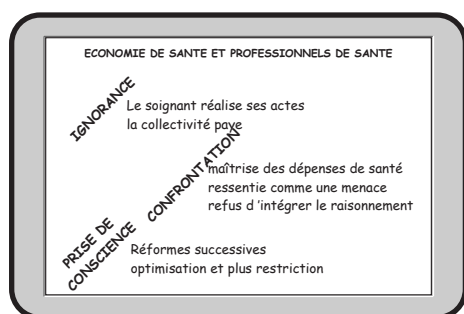 ECONOMIE DE SANTE ET PROFESSIONNELS DE SANTE
IGNORANCE
Le soignant réalise ses actes
la collectivité paye
CONFRONTATION
maîtrise des dépenses de santé
ressentie comme une menace
refus d 'intégrer le raisonnement
PRISE DE
CONSCIENCE
Réformes successives
optimisation et plus restriction